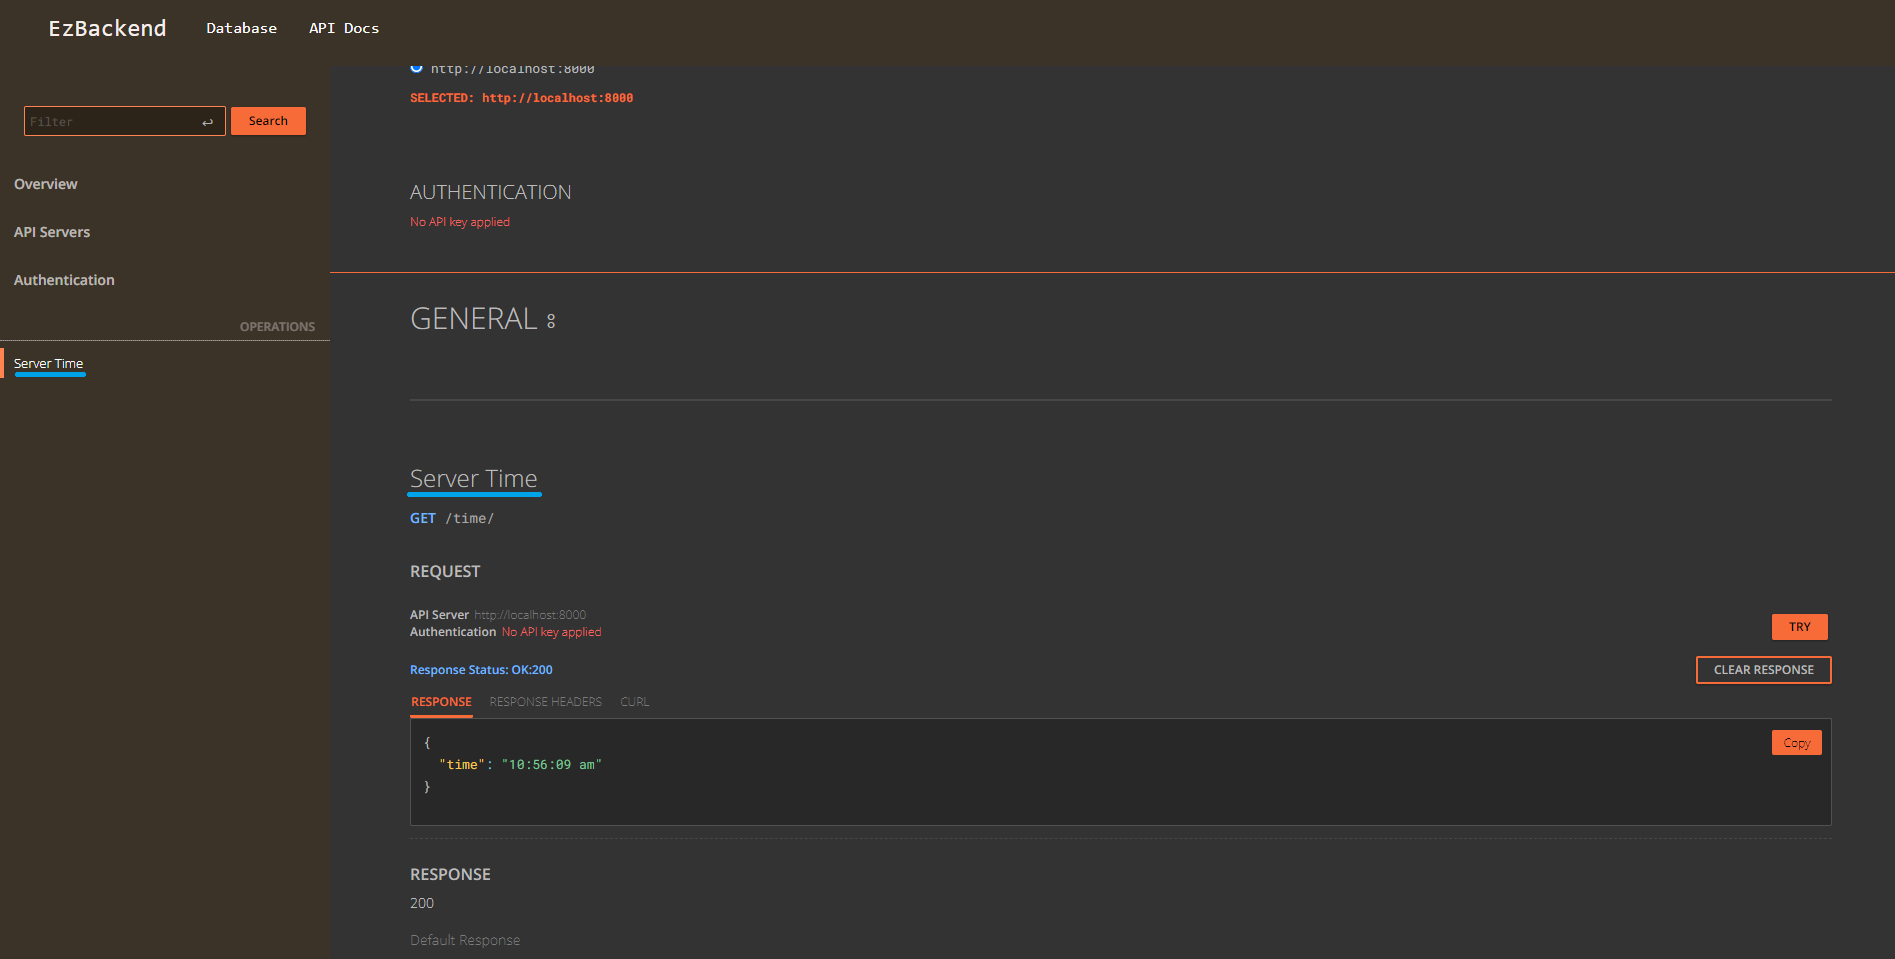 EzBackend Database API Docs
Filter ↩ Search
Overview
API Servers
Authentication
OPERATIONS
Server Time
http://localhost:8000
SELECTED: http://localhost:8000
AUTHENTICATION
No API key applied
GENERAL
Server Time
GET /time/
REQUEST
API Server http://localhost:8000
Authentication No API key applied
TRY
Response Status: OK:200
CLEAR RESPONSE
RESPONSE RESPONSE HEADERS CURL
{
Copy
"time": "10:56:09 am"
}
RESPONSE
200
Default Response